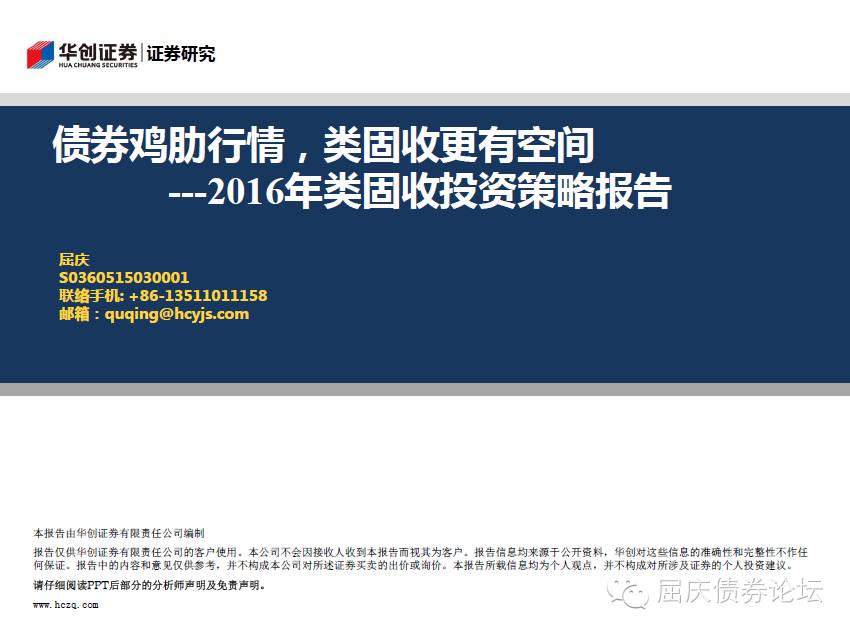 华创证券 证券研究
HUA CHUANG SECURITIES
债券鸡肋行情，类固收更有空间
---2016年类固收投资策略报告
屈庆
S0360515030001
联络手机: +86-13511011158
邮箱：quqing@hcyjs.com
本报告由华创证券有限责任公司编制
报告仅供华创证券有限责任公司的客户使用。本公司不会因接收人收到本报告而视其为客户。报告信息均来源于公开资料，华创对这些信息的准确性和完整性不作任
何保证。报告中的内容和意见仅供参考，并不构成本公司对所述证券买卖的出价或询价。本报告所载信息均为个人观点，并不构成对所涉及证券的个人投资建议。
请仔细阅读PPT后部分的分析师声明及免责声明。
屈庆债券论坛
www.hczq.com